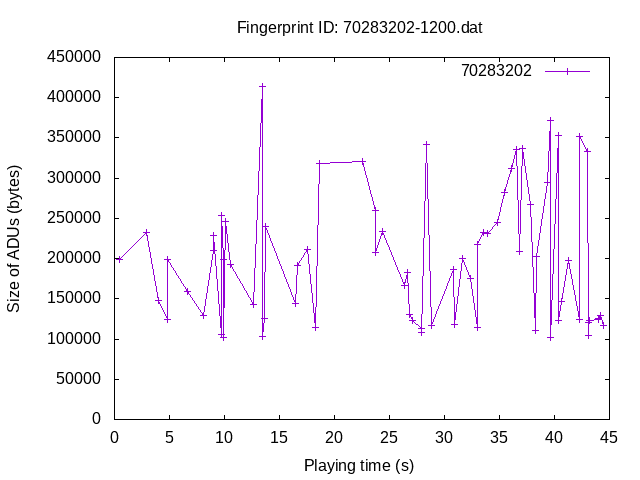 Fingerprint ID: 70283202-1200.dat
70283202
Size of ADUs (bytes)
450000
400000
350000
300000
250000
200000
150000
100000
50000
0
0 5 10 15 20 25 30 35 40 45
Playing time (s)